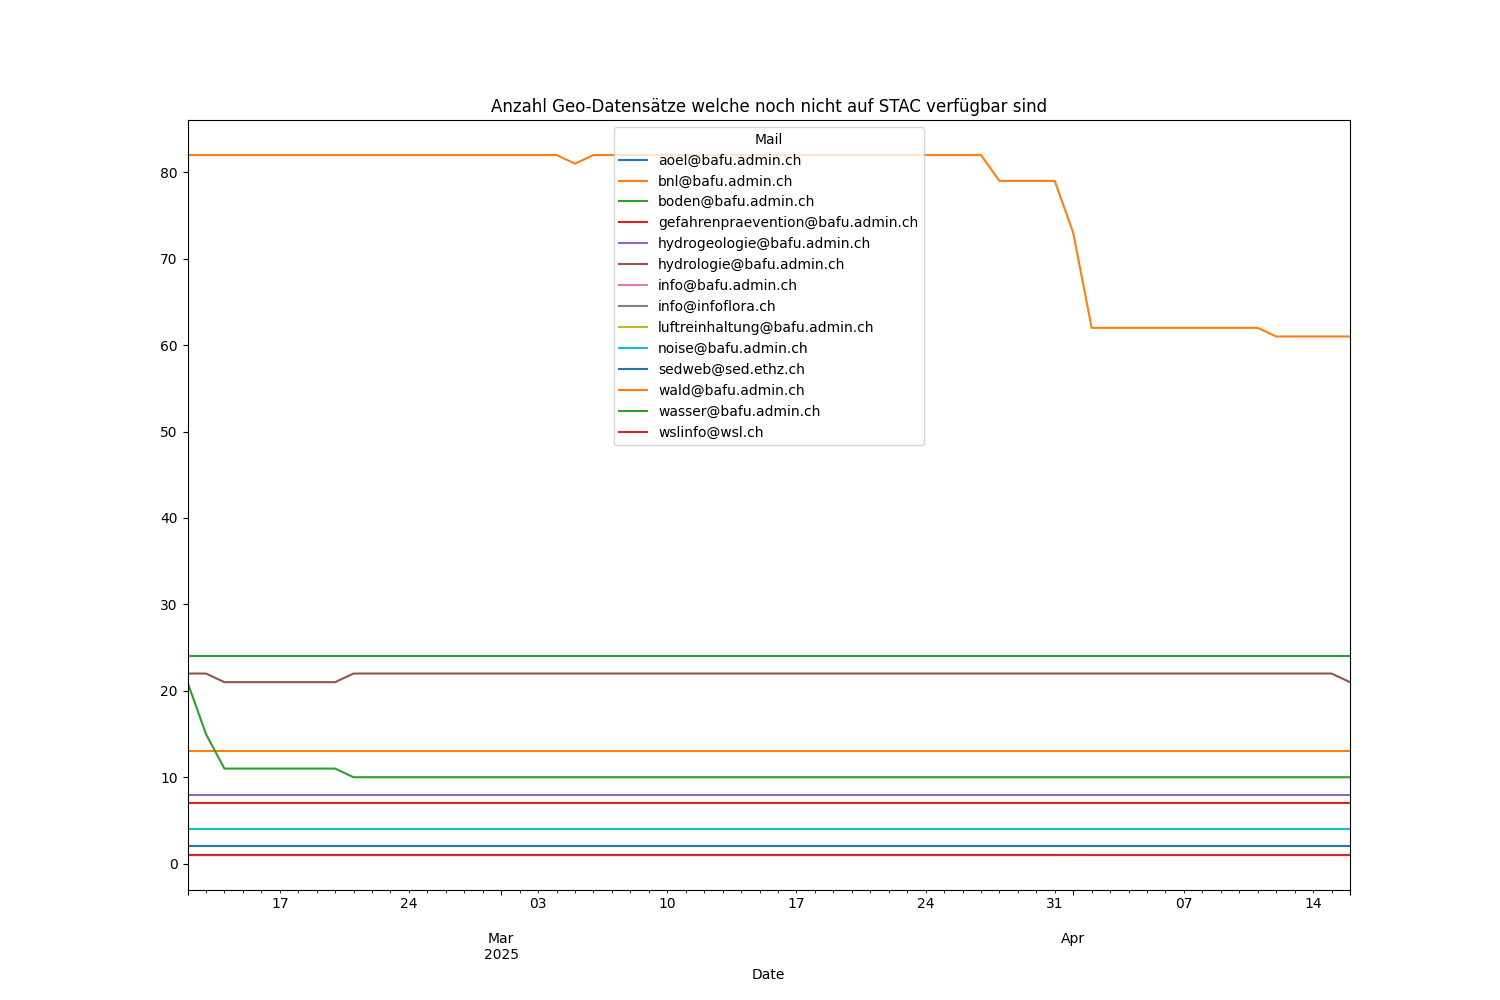 Anzahl Geo-Datensätze welche noch nicht auf STAC verfügbar sind
Mail
aoel@bafu.admin.ch
bnl@bafu.admin.ch
boden@bafu.admin.ch
gefahrenpraevention@bafu.admin.ch
hydrogeologie@bafu.admin.ch
hydrologie@bafu.admin.ch
info@bafu.admin.ch
info@infoflora.ch
luftreinhaltung@bafu.admin.ch
noise@bafu.admin.ch
sedweb@sed.ethz.ch
wald@bafu.admin.ch
wasser@bafu.admin.ch
wslinfo@wsl.ch
80
70
60
50
40
30
20
10
0
17 24 03 10 17 24 31 07 14
Mar Apr
2025
Date